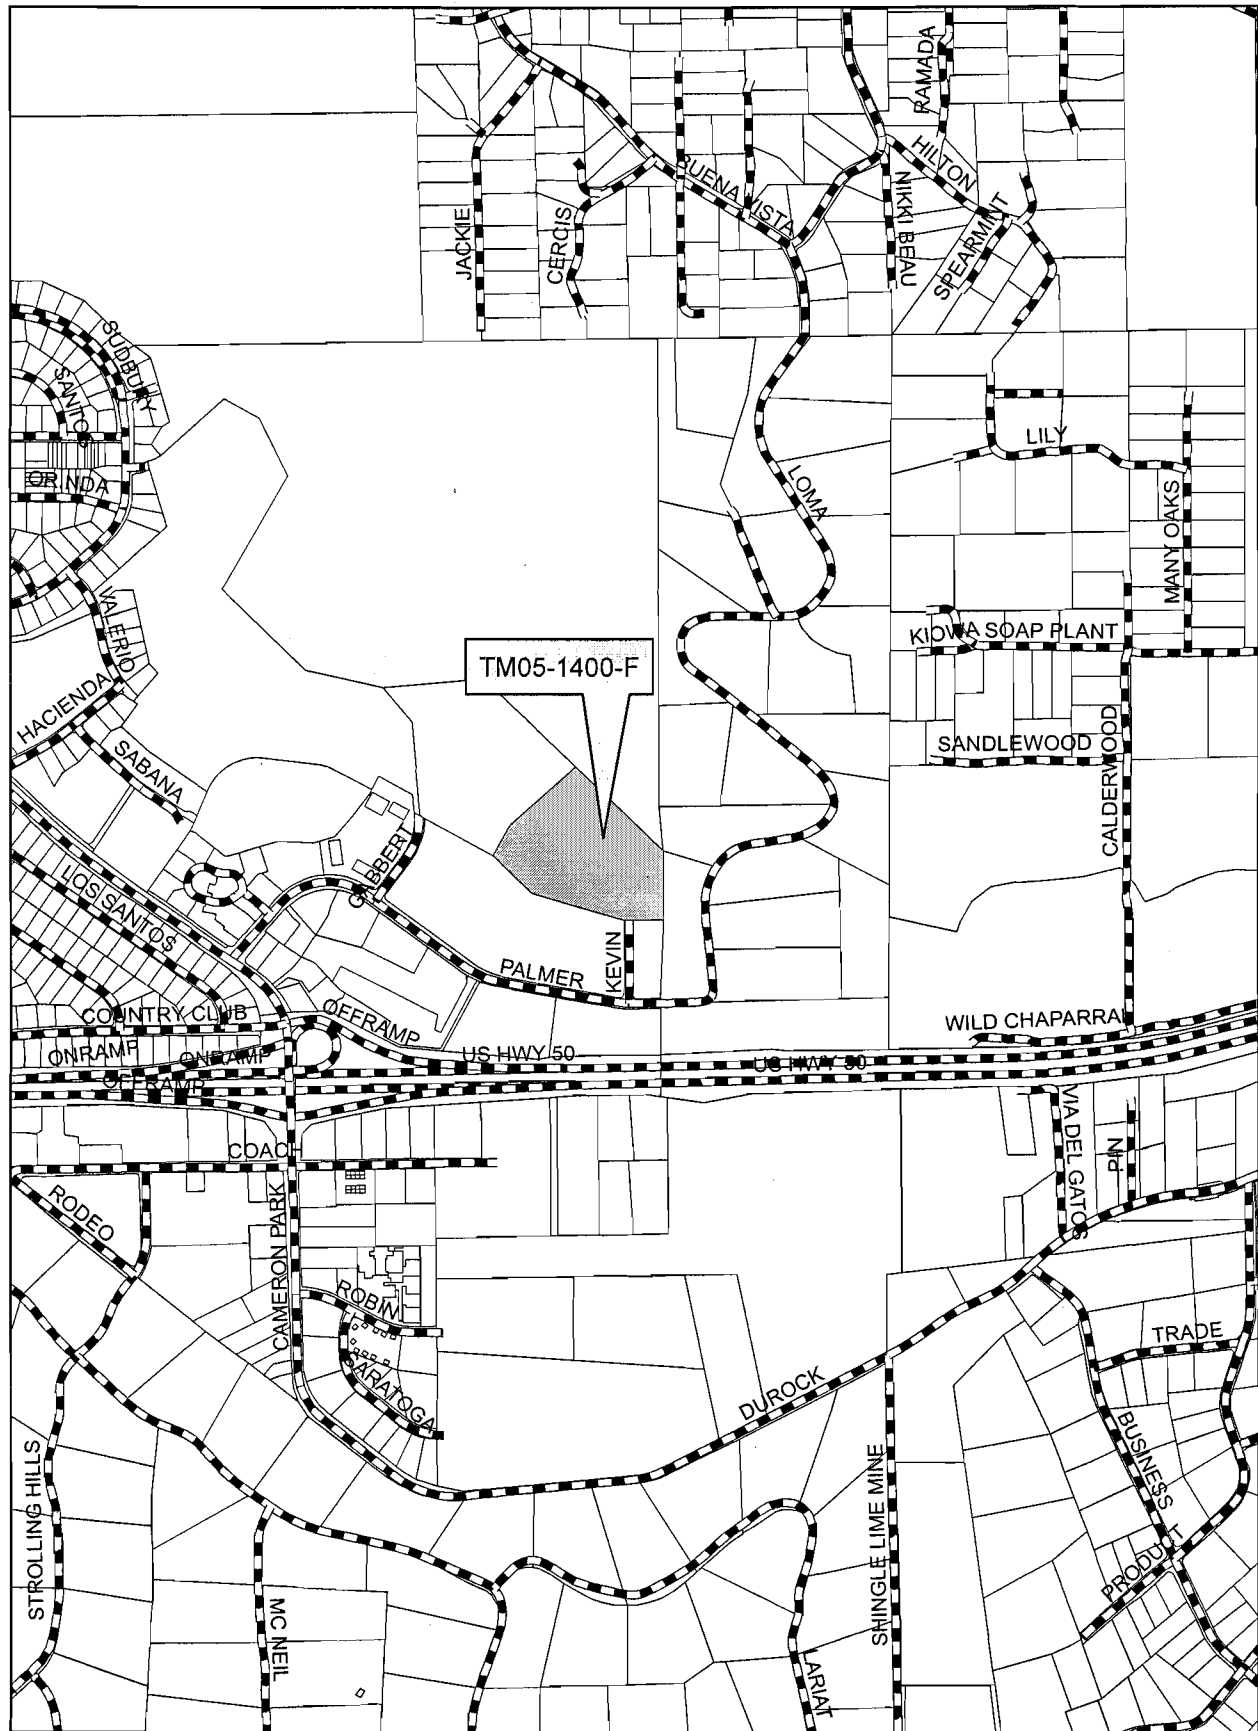 RAMADA
HILTON
BUENA VISTA
NIKKI BEAU
SPEARMINT
JACKIE
CERCIS
SUDBURY
SANTOS
ORINDA
LILY
LOMA
MANY OAKS
VALERIO
KIOWA SOAP PLANT
TM05-1400-F
HACIENDA
SABANA
SANDLEWOOD
CALDERWOOD
GABBERT
LOS SANTOS
PALMER
KEVIN
COUNTRY CLUB
OFFRAMP
WILD CHAPARRAL
ONRAMP
ONRAMP
US HWY 50
US HWY 50
OFFRAMP
COACH
VIA DEL GATOS
PIN
RODEO
CAMERON PARK
ROBIN
SARATOGA
TRADE
DUROCK
BUSINESS
STROLLING HILLS
SHINGLE LIME MINE
PRODUCT
MC NEIL
LARIAT